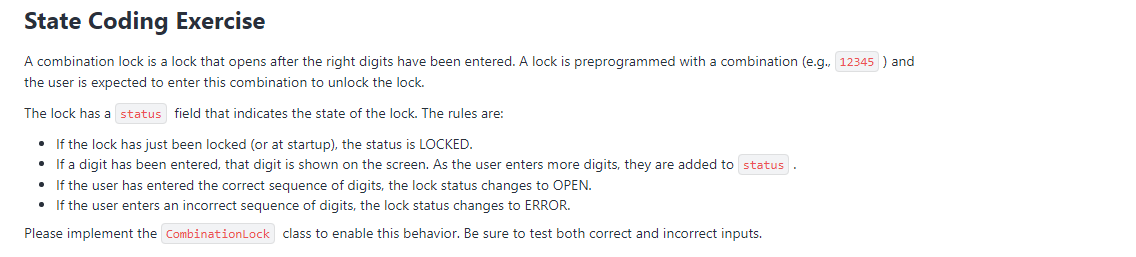 State Coding Exercise
A combination lock is a lock that opens after the right digits have been entered. A lock is preprogrammed with a combination (e.g., 12345 ) and
the user is expected to enter this combination to unlock the lock.
The lock has a status field that indicates the state of the lock. The rules are:
• If the lock has just been locked (or at startup), the status is LOCKED.
• If a digit has been entered, that digit is shown on the screen. As the user enters more digits, they are added to status .
• If the user has entered the correct sequence of digits, the lock status changes to OPEN.
• If the user enters an incorrect sequence of digits, the lock status changes to ERROR.
Please implement the CombinationLock class to enable this behavior. Be sure to test both correct and incorrect inputs.